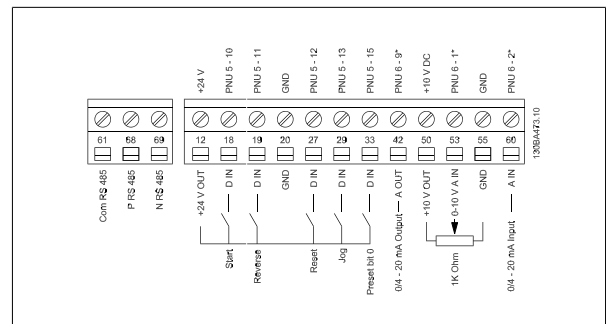 +24 V
PNU 5 - 10
PNU 5 - 11
GND
PNU 5 - 12
PNU 5 - 13
PNU 5 - 15
PNU 6 - 9*
+10 V DC
PNU 6 - 1*
GND
PNU 6 - 2*
61 68 69 12 18 19 20 27 29 33 42 50 53 55 60
Com RS 485
P RS 485
N RS 485
+24 V OUT
D IN
D IN
GND
D IN
D IN
D IN
0/4 - 20 mA Output
A OUT
+10 V OUT
0-10 V A IN
GND
0/4 - 20 mA Input
A IN
Start
Reverse
Reset
Jog
Preset bit 0
1K Ohm
130BA473.10